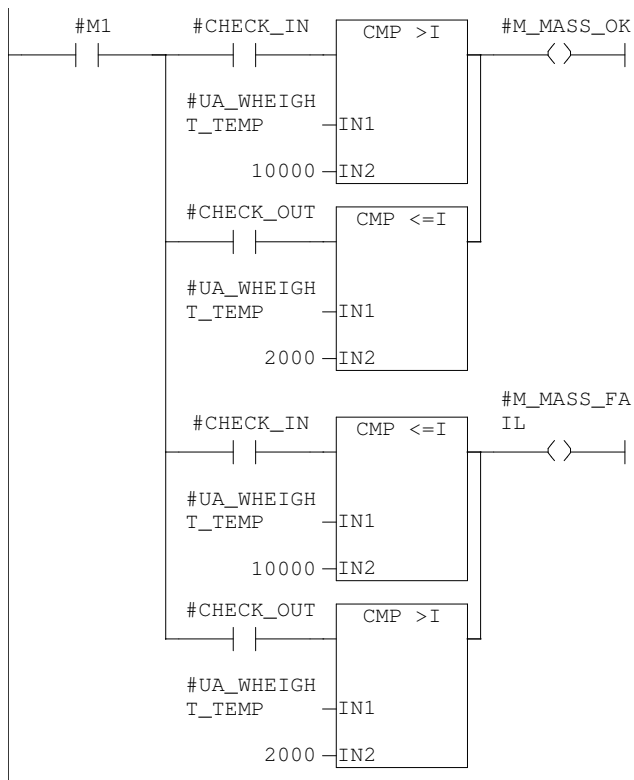 #M1 #CHECK_IN CMP >I #M_MASS_OK
#UA_WHEIGH
T_TEMP IN1
10000 IN2
#CHECK_OUT CMP <=I
#UA_WHEIGH
T_TEMP IN1
2000 IN2
#M_MASS_FA
#CHECK_IN CMP <=I IL
#UA_WHEIGH
T_TEMP IN1
10000 IN2
#CHECK_OUT CMP >I
#UA_WHEIGH
T_TEMP IN1
2000 IN2